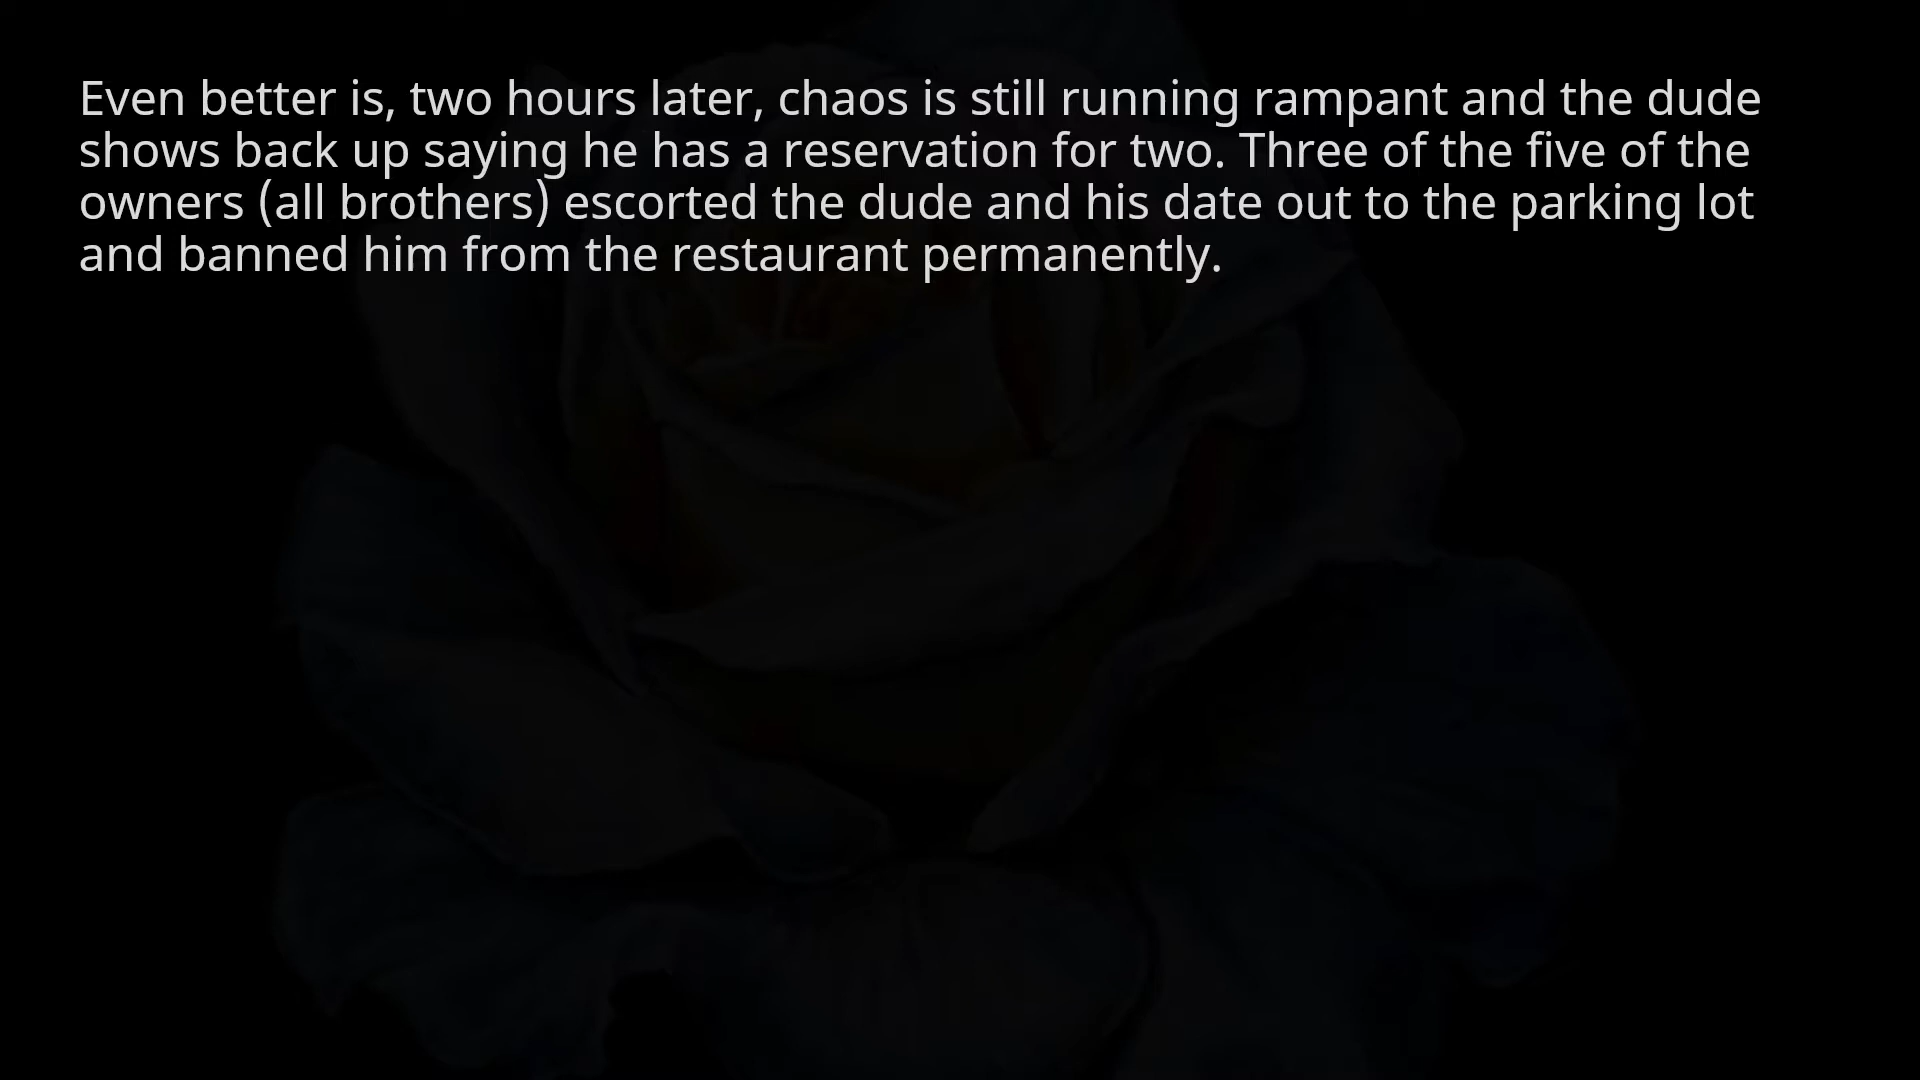 Even better is, two hours later, chaos is still running rampant and the dude
shows back up saying he has a reservation for two. Three of the five of the
owners (all brothers) escorted the dude and his date out to the parking lot
and banned him from the restaurant permanently.